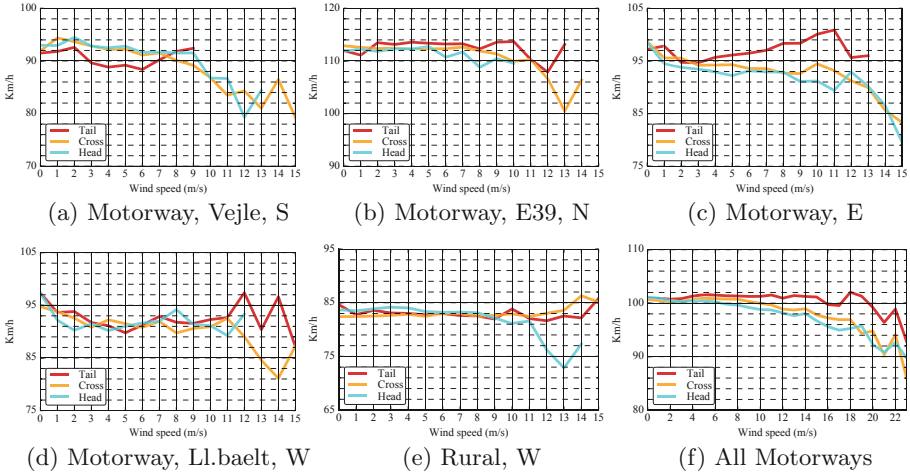 100
90
80
70
Km/h
0 1 2 3 4 5 6 7 8 9 10 11 12 13 14 15
Wind speed (m/s)
Tail
Cross
Head
(a) Motorway, Vejle, S
120
110
100
90
Km/h
0 1 2 3 4 5 6 7 8 9 10 11 12 13 14 15
Wind speed (m/s)
Tail
Cross
Head
(b) Motorway, E39, N
105
95
85
75
Km/h
0 1 2 3 4 5 6 7 8 9 10 11 12 13 14 15
Wind speed (m/s)
Tail
Cross
Head
(c) Motorway, E
105
95
85
75
Km/h
0 1 2 3 4 5 6 7 8 9 10 11 12 13 14 15
Wind speed (m/s)
Tail
Cross
Head
(d) Motorway, Ll.baelt, W
95
85
75
65
Km/h
0 1 2 3 4 5 6 7 8 9 10 11 12 13 14 15
Wind speed (m/s)
Tail
Cross
Head
(e) Rural, W
110
100
90
80
Km/h
0 2 4 6 8 10 12 14 16 18 20 22
Wind speed (m/s)
Tail
Cross
Head
(f) All Motorways